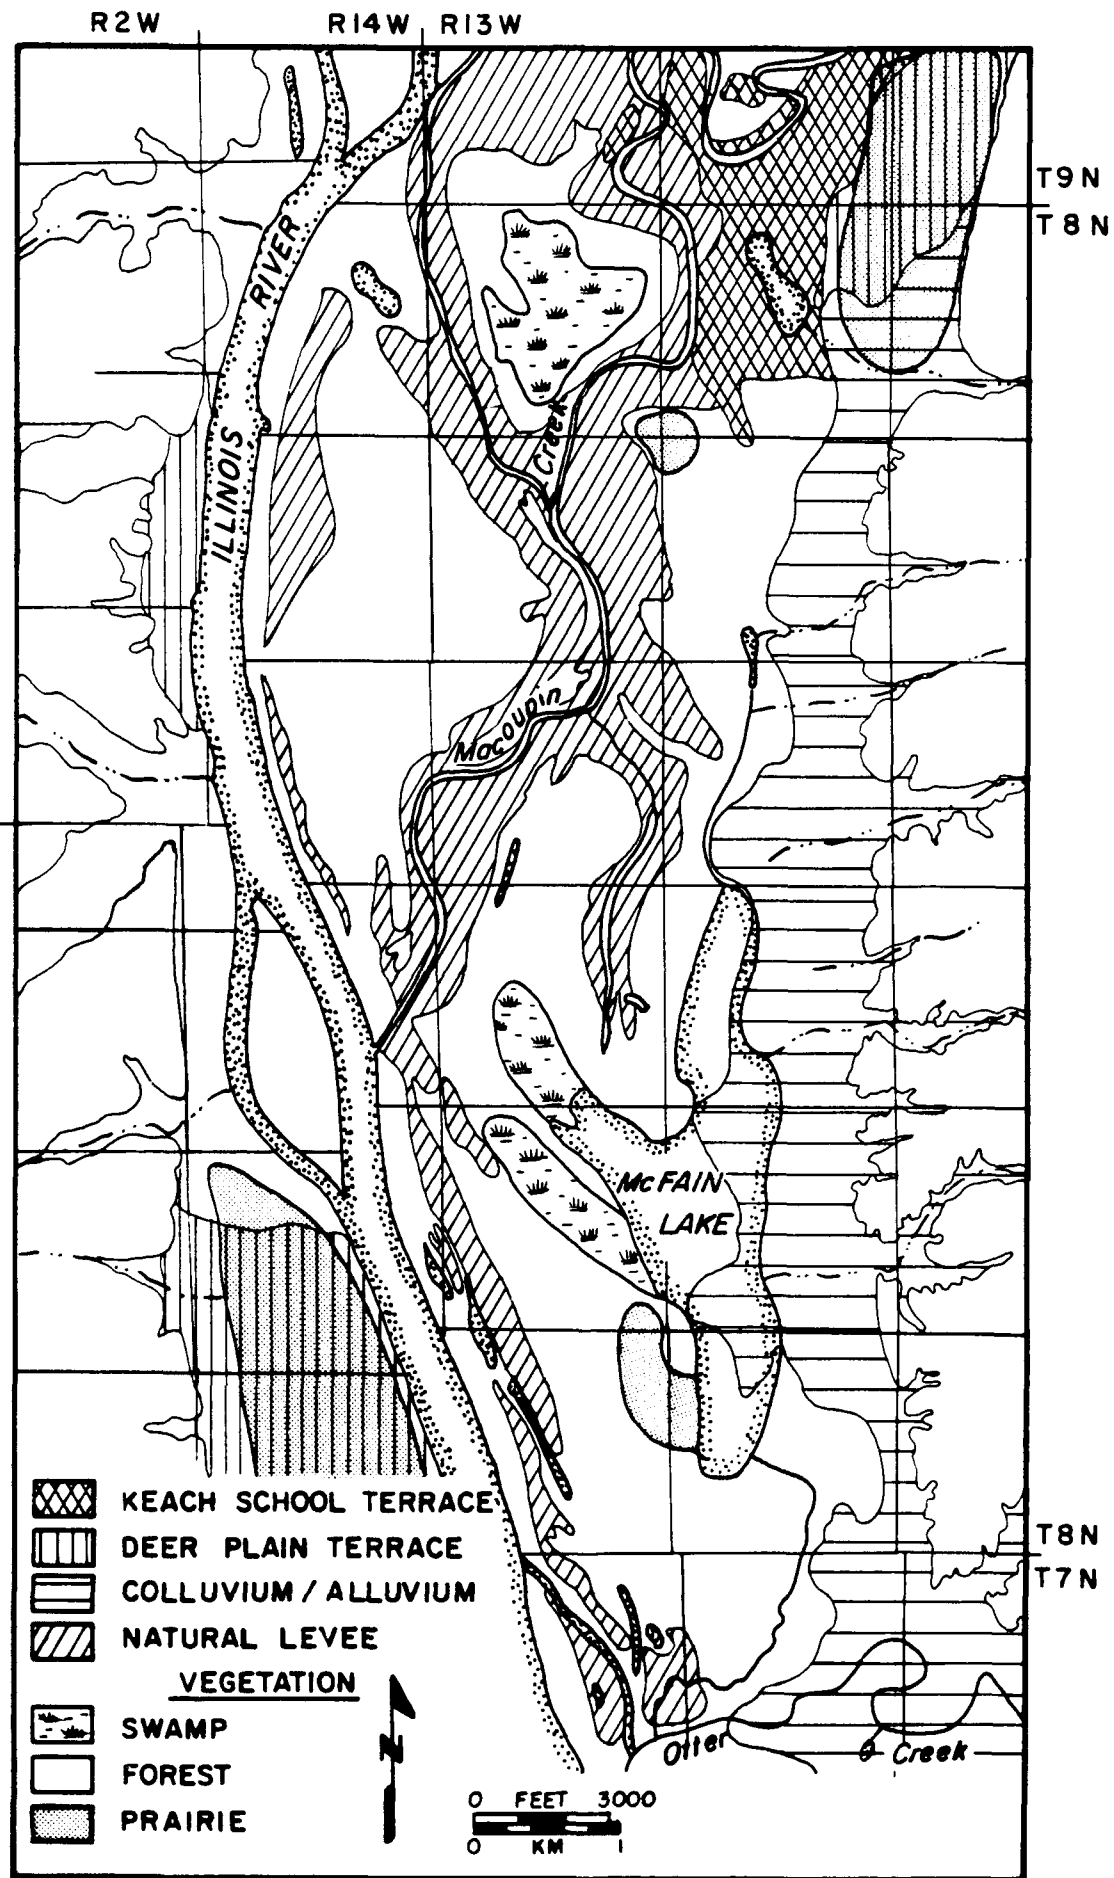 R2W R14W R13W
T9N
T8N
RIVER
ILLINOIS
Creek
Macoupin
McFAIN
LAKE
T8N
T7N
KEACH SCHOOL TERRACE
DEER PLAIN TERRACE
COLLUVIUM / ALLUVIUM
NATURAL LEVEE
VEGETATION
SWAMP
FOREST
PRAIRIE
N
0 FEET 3000
0 KM 1
Otter Creek